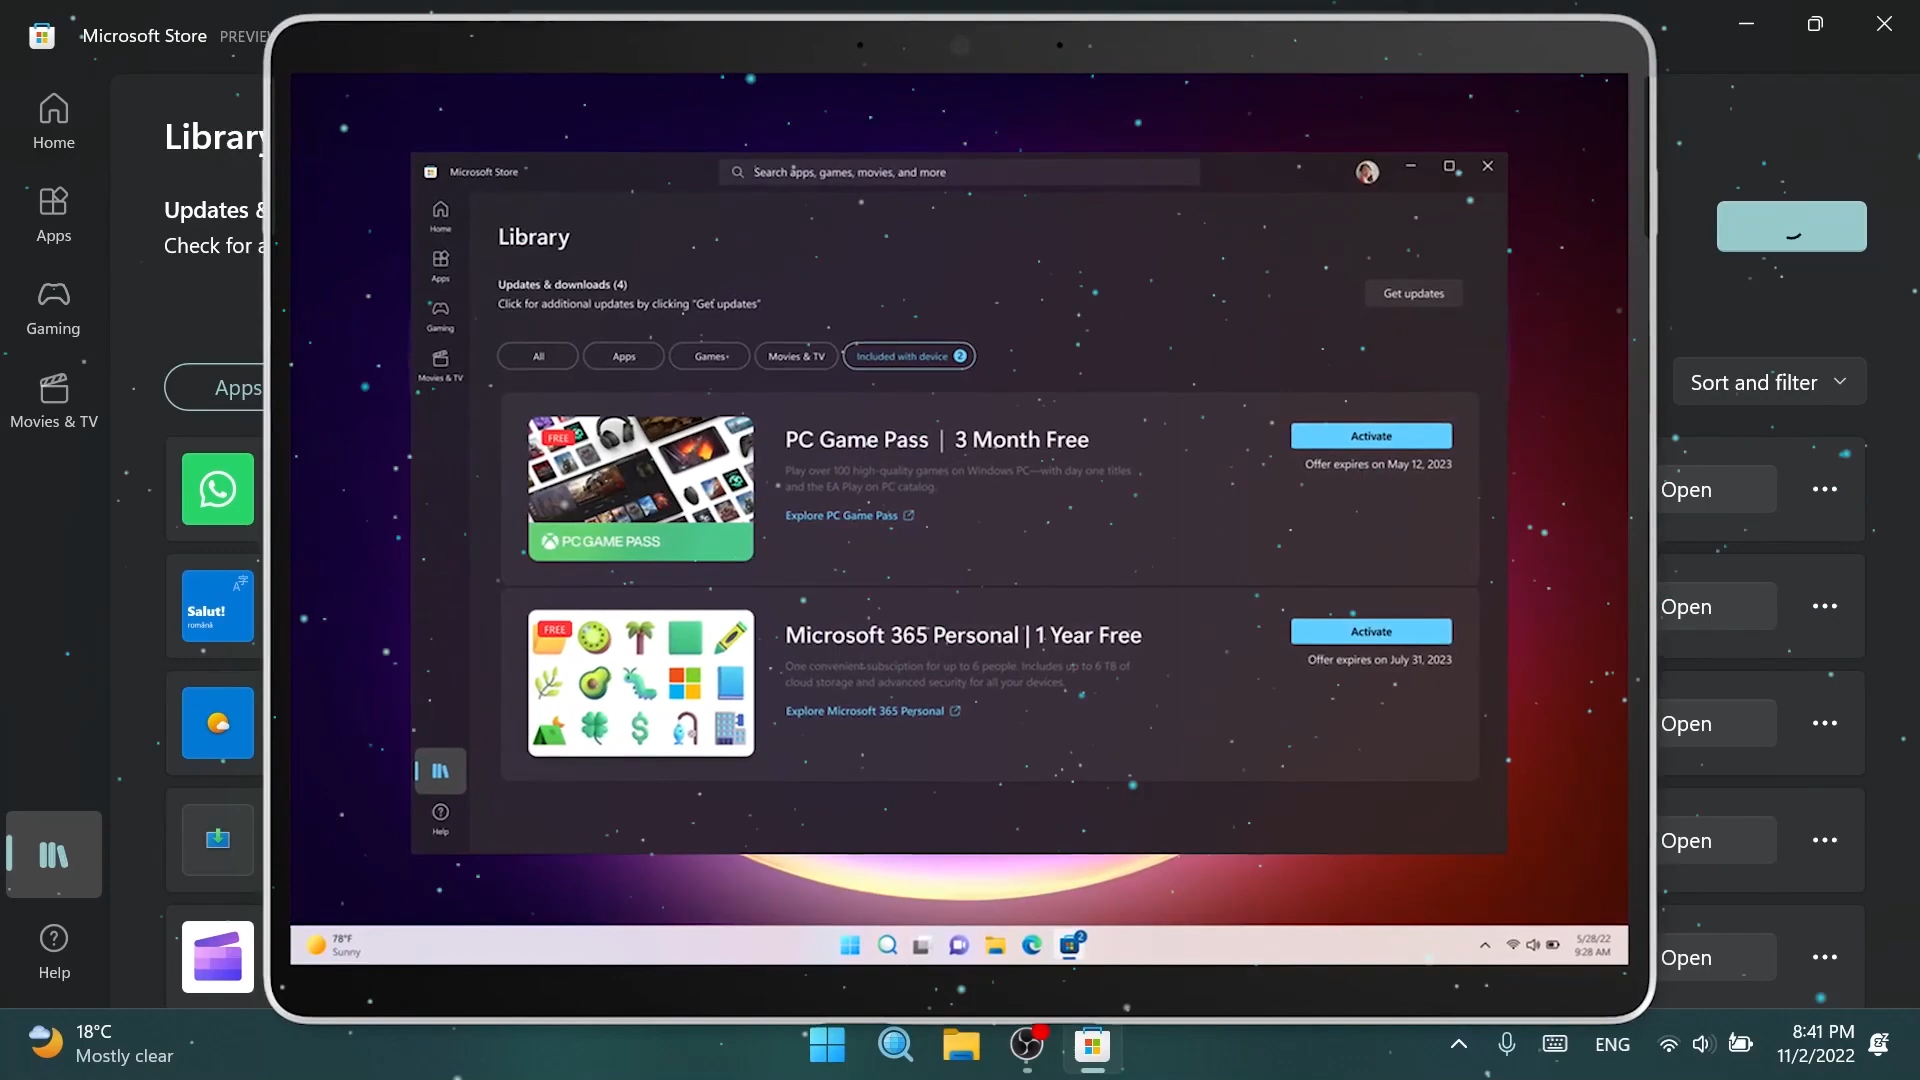 Microsoft Store PREVIE
Home
Apps
Gaming
Movies & TV
Help
Library
Updates &
Check for a
Apps
Salut!
română
Sort and filter
Open
Open
Open
Open
Open
Microsoft Store
Search apps, games, movies, and more
Home
Apps
Gaming
Movies & TV
Help
Library
Updates & downloads (4)
Click for additional updates by clicking "Get updates"
Get updates
All
Apps
Games
Movies & TV
Included with device 2
FREE
PC GAME PASS
PC Game Pass | 3 Month Free
Play over 100 high-quality games on Windows PC—with day one titles
and the EA Play on PC catalog.
Explore PC Game Pass
Activate
Offer expires on May 12, 2023
FREE
Microsoft 365 Personal | 1 Year Free
One convenient subsciption for up to 6 people. Includes up to 6 TB of
cloud storage and advanced security for all your devices.
Explore Microsoft 365 Personal
Activate
Offer expires on July 31, 2023
78°F
Sunny
2
5/28/22
9:28 AM
18°C
Mostly clear
ENG
8:41 PM
11/2/2022